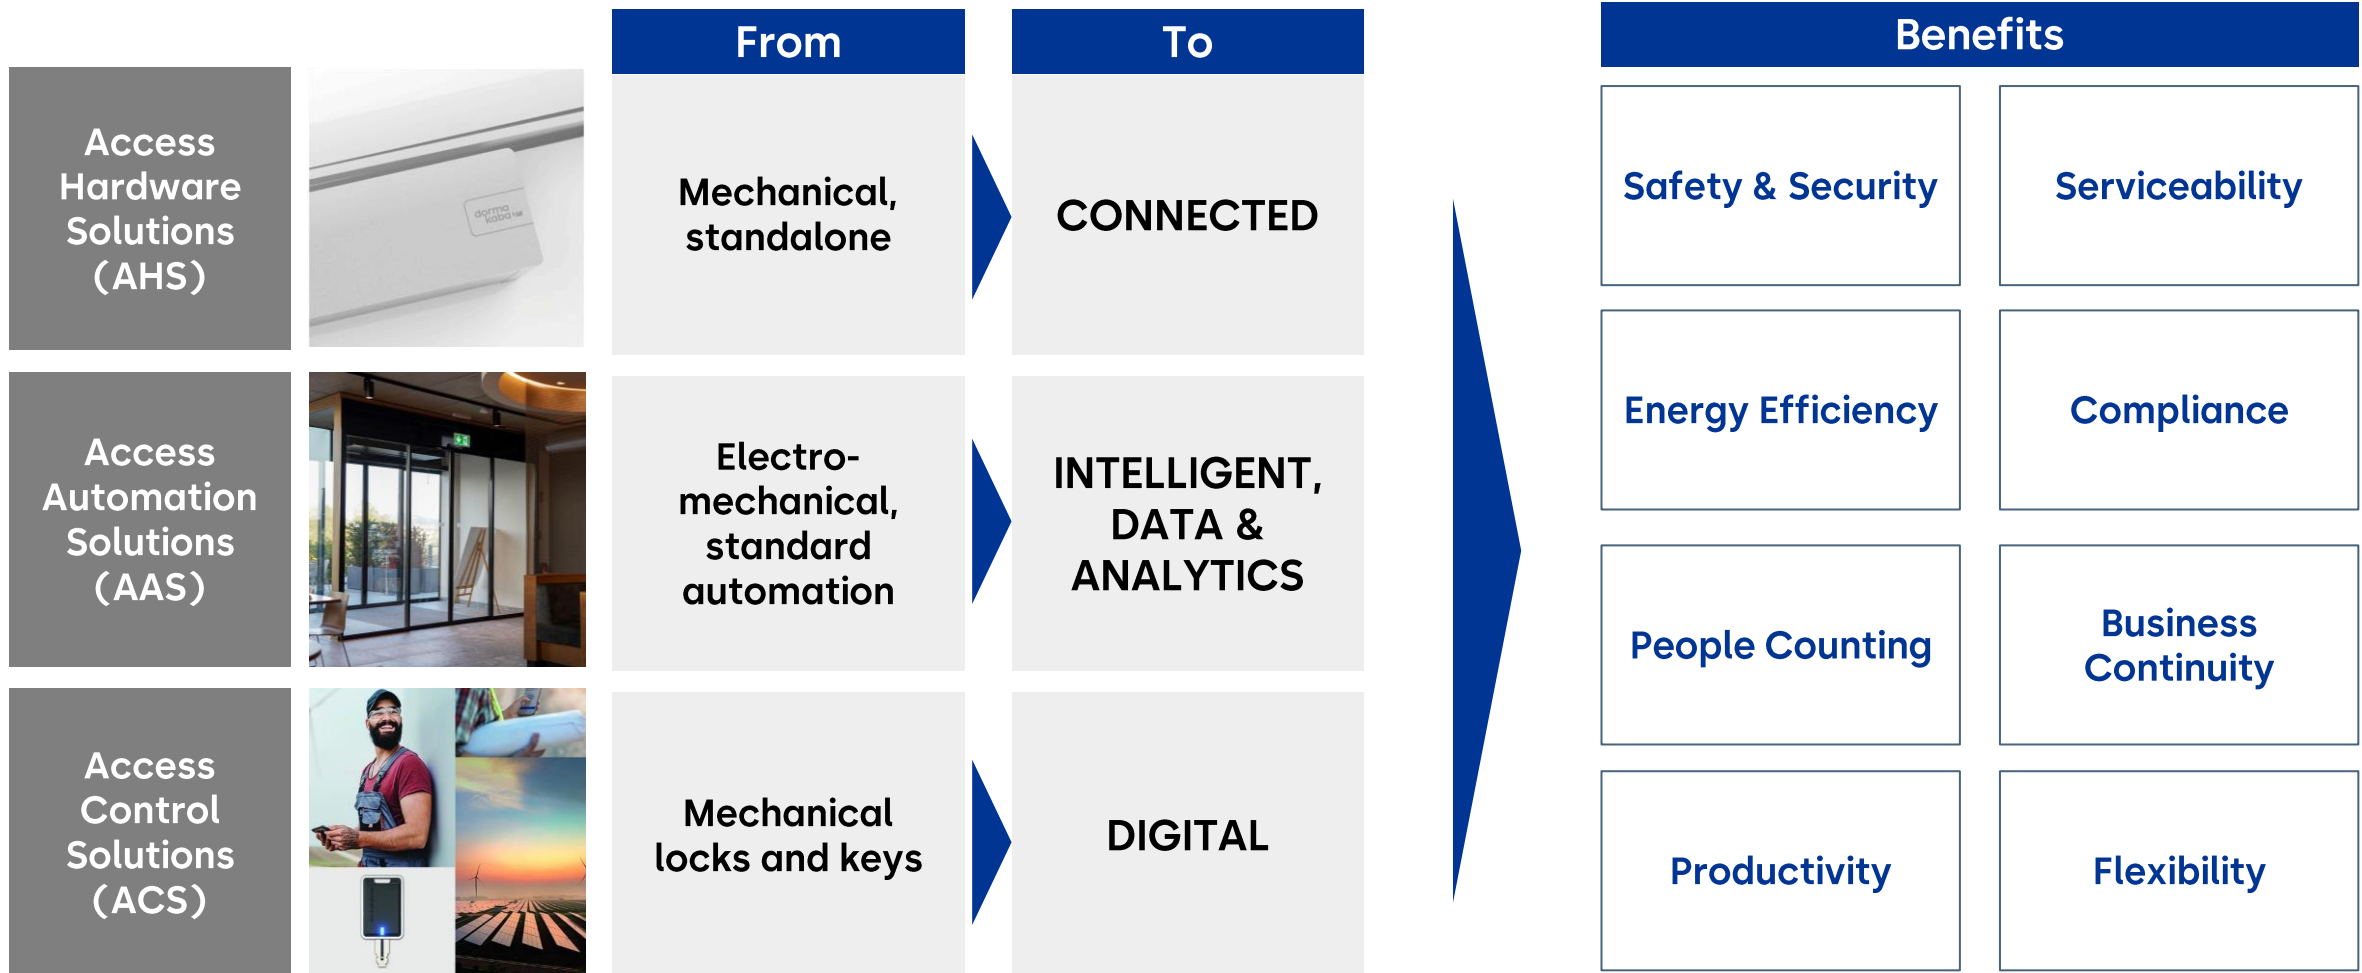 From
To
Benefits
Access
Hardware
Solutions
(AHS)
dorma
kaba
Mechanical,
standalone
CONNECTED
Safety & Security
Serviceability
Access
Automation
Solutions
(AAS)
Electro-
mechanical,
standard
automation
INTELLIGENT,
DATA &
ANALYTICS
Energy Efficiency
Compliance
People Counting
Business
Continuity
Access
Control
Solutions
(ACS)
Mechanical
locks and keys
DIGITAL
Productivity
Flexibility